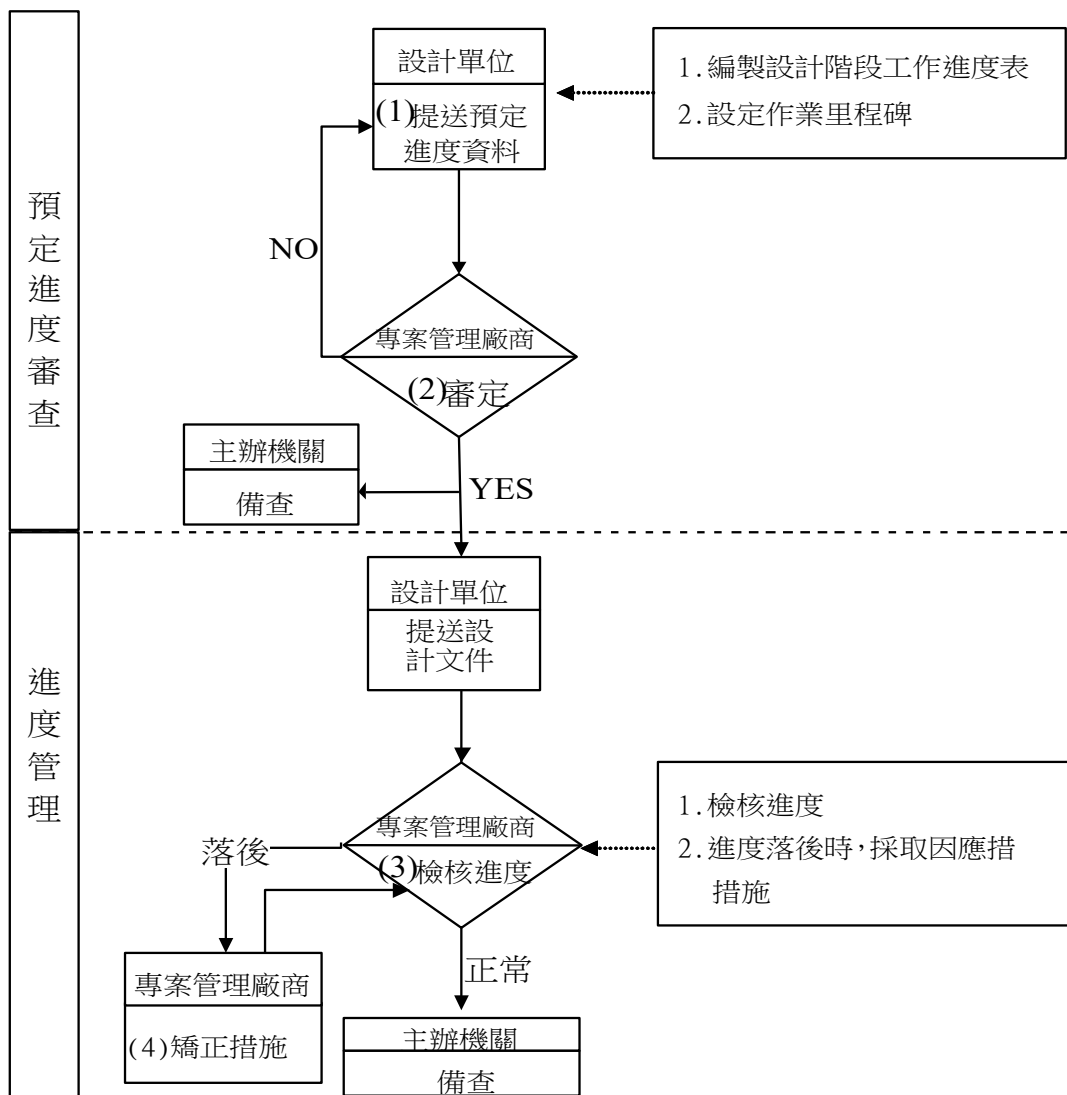 預定進度審查
設計單位
(1)提送預定
進度資料
1.編製設計階段工作進度表
2.設定作業里程碑
NO
專案管理廠商
(2)審定
主辦機關
備查
YES
進度管理
設計單位
提送設
計文件
專案管理廠商
(3)檢核進度
1.檢核進度
2.進度落後時,採取因應措
措施
落後
專案管理廠商
(4)矯正措施
正常
主辦機關
備查